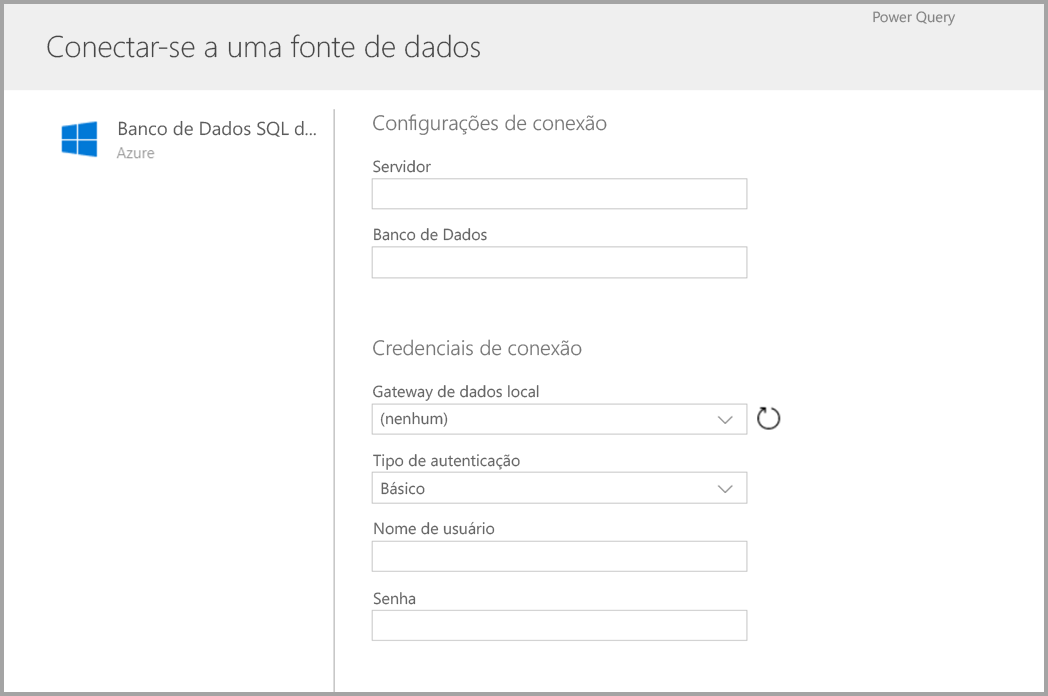 Power Query
Conectar-se a uma fonte de dados
Banco de Dados SQL d...
Azure
Configurações de conexão
Servidor
Banco de Dados
Credenciais de conexão
Gateway de dados local
(nenhum)
Tipo de autenticação
Básico
Nome de usuário
Senha